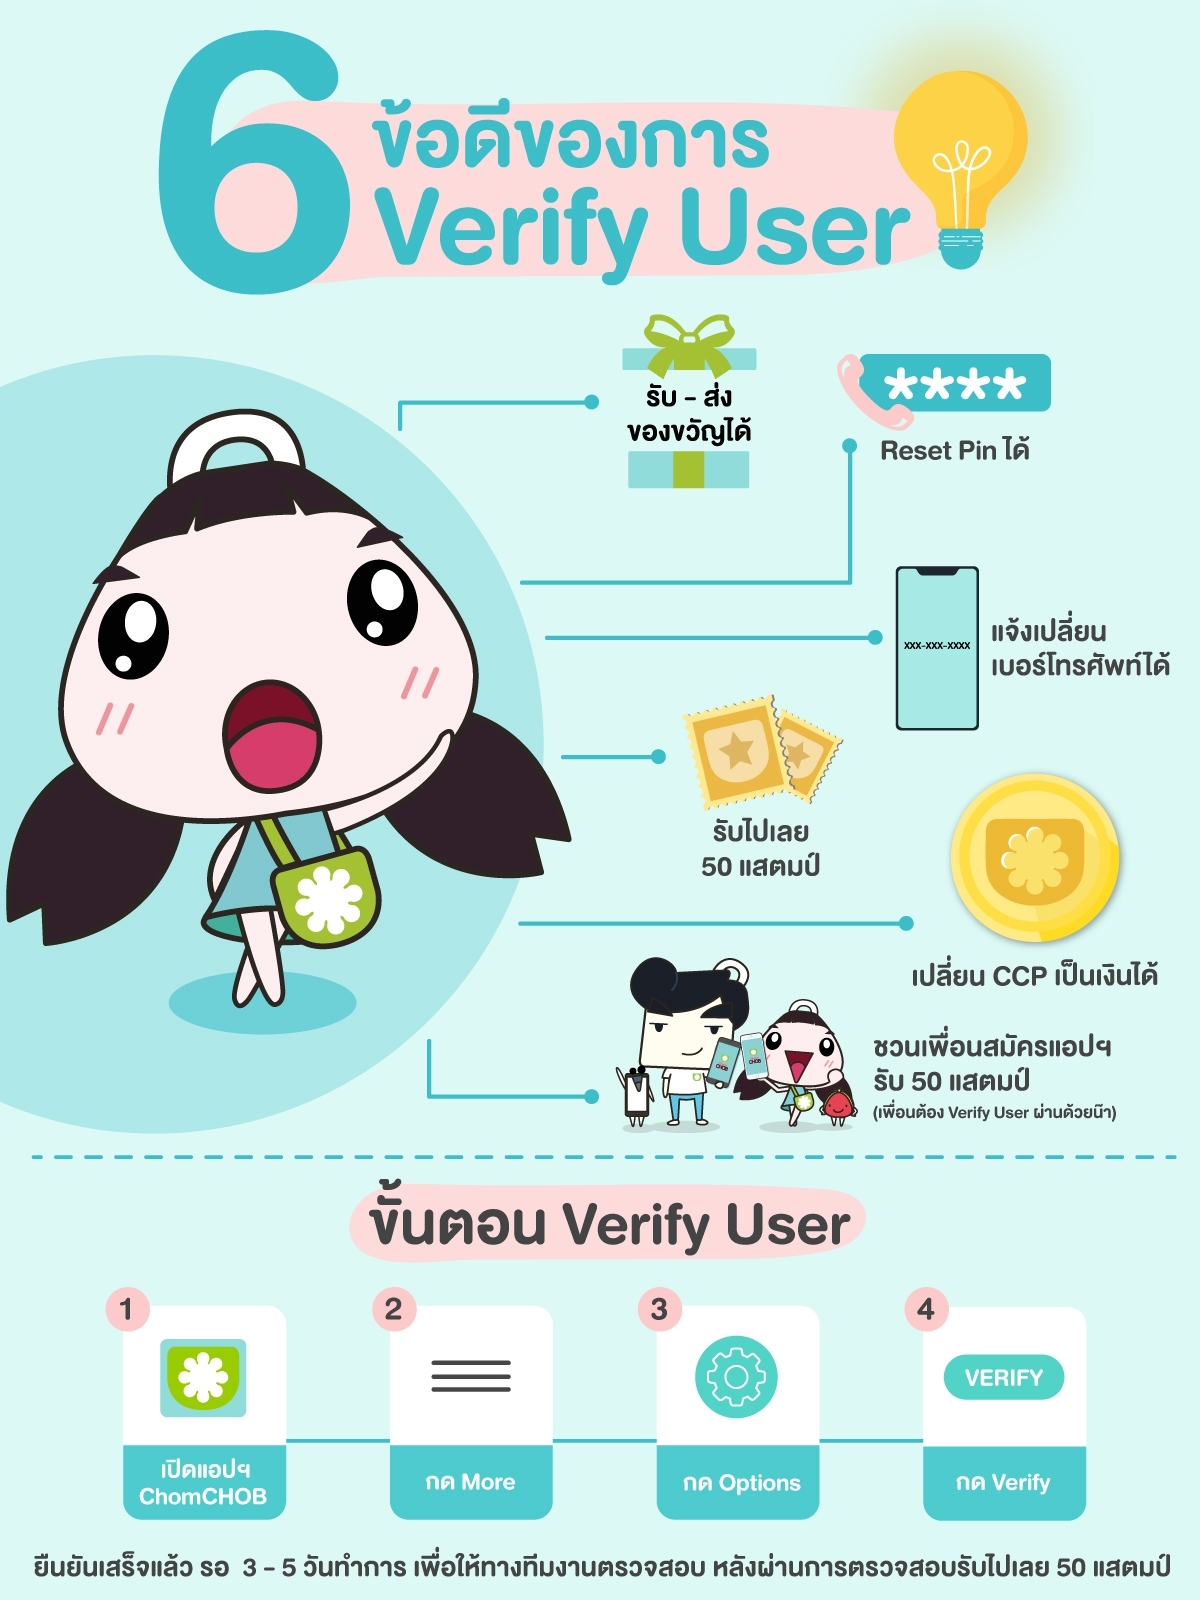 6
ข้อดีของการ
Verify User
รับ - ส่ง
ของขวัญได้
****
Reset Pin ได้
xxx-xxx-xxxx
แจ้งเปลี่ยน
เบอร์โทรศัพท์ได้
รับไปเลย
50 แสตมป์
เปลี่ยน CCP เป็นเงินได้
ชวนเพื่อนสมัครแอปฯ
รับ 50 แสตมป์
(เพื่อนต้อง Verify User ผ่านด้วยน๊า)
ขั้นตอน Verify User
1
เปิดแอปฯ
ChomCHOB
2
กด More
3
กด Options
4
VERIFY
กด Verify
ยืนยันเสร็จแล้ว รอ 3 - 5 วันทำการ เพื่อให้ทางทีมงานตรวจสอบ หลังผ่านการตรวจสอบรับไปเลย 50 แสตมป์